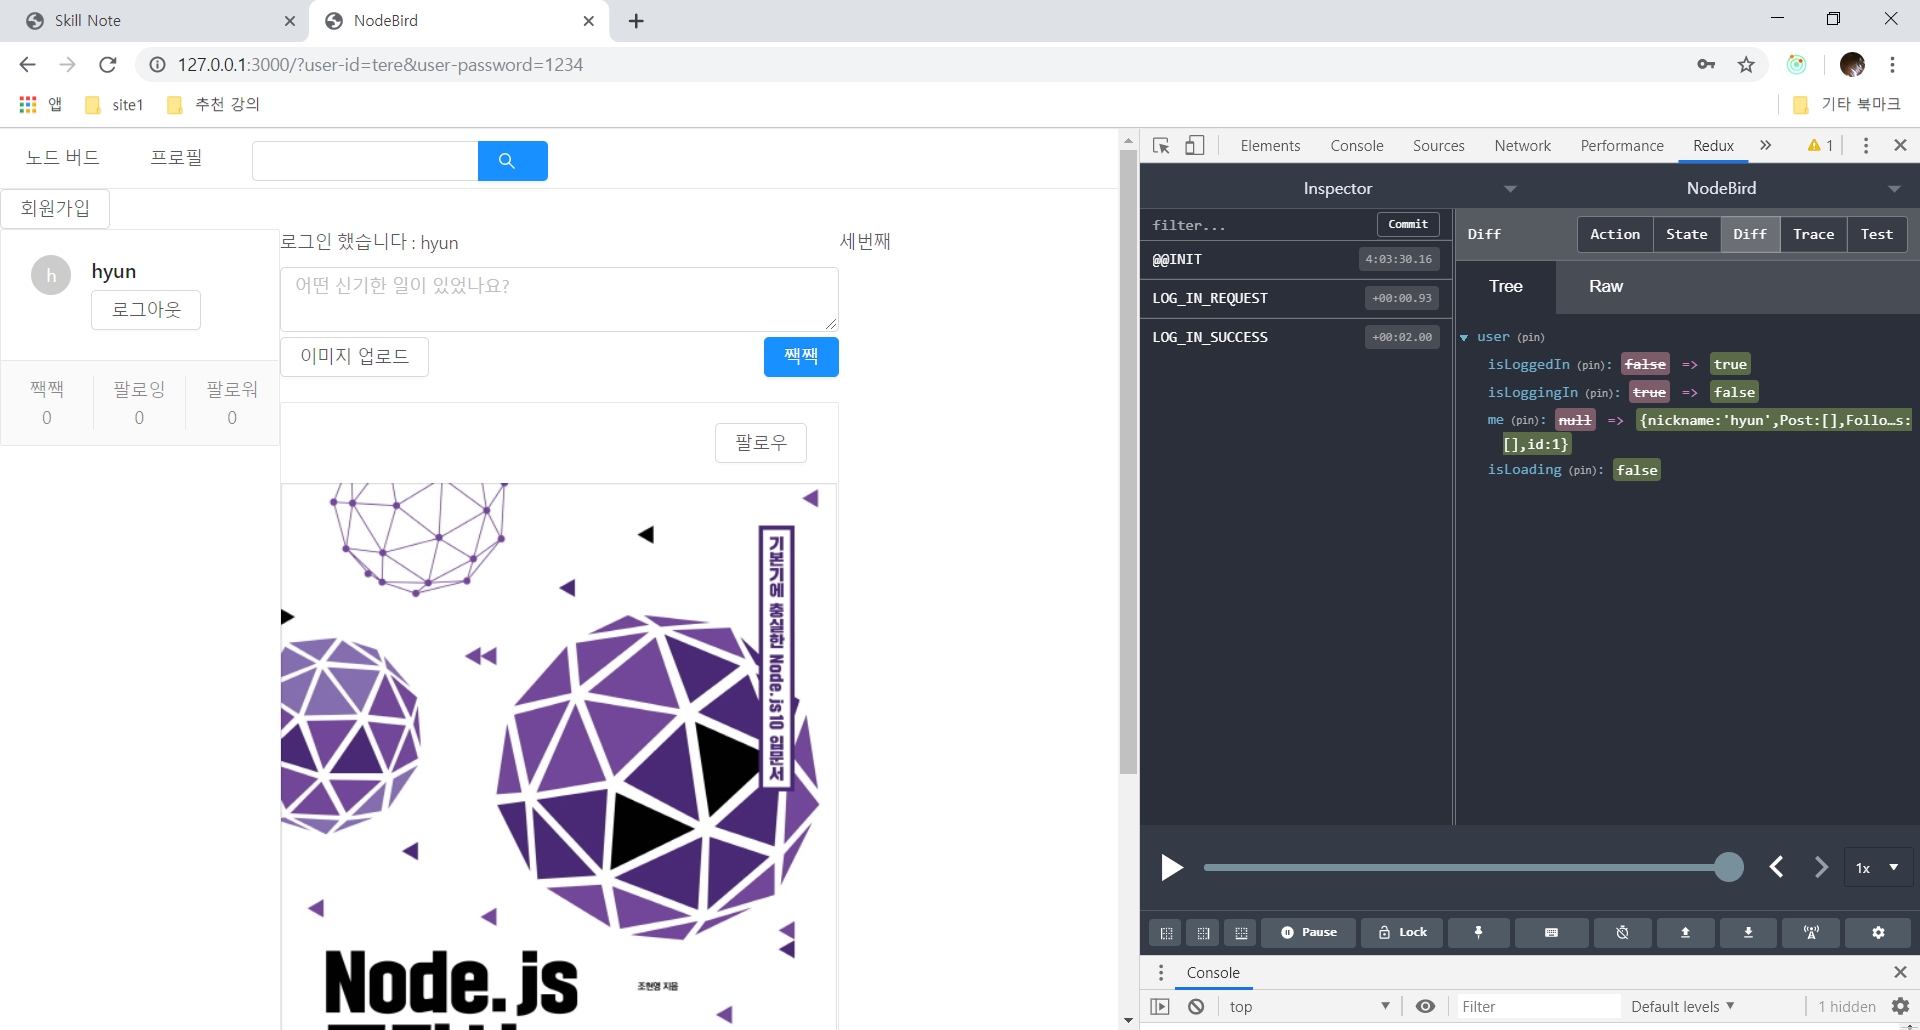 Skill Note
NodeBird
127.0.0.1:3000/?user-id=tere&user-password=1234
앱
site1
추천 강의
기타 북마크
노드 버드
프로필
회원가입
h
hyun
로그아웃
짹짹
0
팔로잉
0
팔로워
0
로그인 했습니다 : hyun
어떤 신기한 일이 있었나요?
이미지 업로드
짹짹
세번째
팔로우
기본기에 충실한 Node.js 10 입문서
Node.js
조현영 지음
Elements
Console
Sources
Network
Performance
Redux
1
Inspector
NodeBird
filter...
Commit
@@INIT
4:03:30.16
LOG_IN_REQUEST
+00:00.93
LOG_IN_SUCCESS
+00:02.00
Diff
Action
State
Diff
Trace
Test
Tree
Raw
user (pin)
isLoggedIn (pin): false => true
isLoggingIn (pin): true => false
me (pin): null => {nickname:'hyun',Post:[],Follo…s:
[],id:1}
isLoading (pin): false
1x
Pause
Lock
Console
top
Filter
Default levels
1 hidden